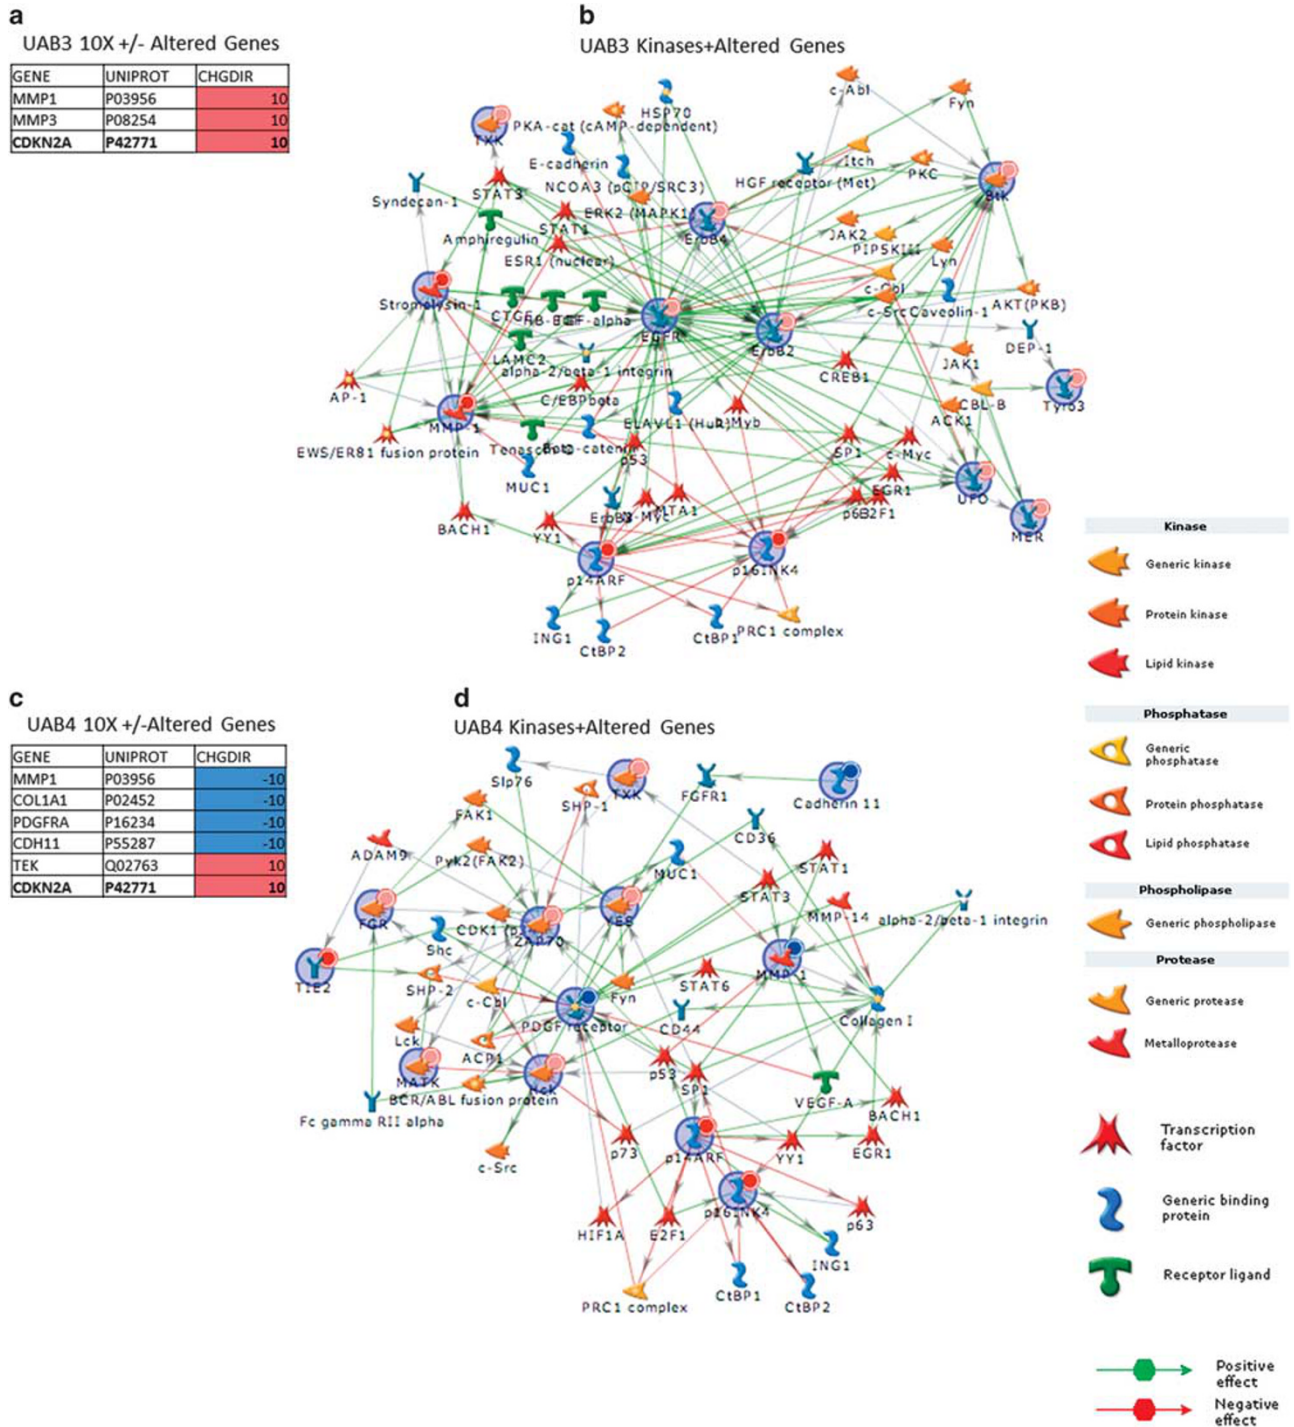 a
UAB3 10X +/- Altered Genes
GENE UNIPROT CHGDIR
MMP1 P03956 10
MMP3 P08254 10
CDKN2A P42771 10
b
UAB3 Kinases+Altered Genes
c-Abl
Fyn
HSP70
PKA-cat (cAMP-dependent)
TXK
E-cadherin
Itch
PKC
HGF receptor (Met)
NCOA3 (pCIP/SRC3)
STAT3
Syndecan-1
Btk
ERK2 (MAPK1)
STAT1
ErbB4
JAK2
PIP5KIII
Amphiregulin
Lyn
ESR1 (nuclear)
c-Cbl
Stromelysin-1
CTGF
HB-EGF
TGF-alpha
c-Src
Caveolin-1
AKT(PKB)
EGFR
ErbB2
DEP-1
LAMC2
alpha-2/beta-1 integrin
JAK1
CREB1
AP-1
C/EBPbeta
CBL-B
Tyro3
ACK1
MMP-1
ELAVL1 (HuR)
EWS/ER81 fusion protein
p53
SP1
c-Myc
MUC1
EGR1
UFO
MTA1
E2F1
BACH1
YY1
MER
p14ARF
p16INK4
ING1
CtBP2
CtBP1
PRC1 complex
c
UAB4 10X +/-Altered Genes
GENE UNIPROT CHGDIR
MMP1 P03956 -10
COL1A1 P02452 -10
PDGFRA P16234 -10
CDH11 P55287 -10
TEK Q02763 10
CDKN2A P42771 10
d
UAB4 Kinases+Altered Genes
Slp76
SHP-1
TXK
FGFR1
Cadherin 11
FAK1
CD36
ADAM9
Pyk2(FAK2)
MUC1
STAT1
STAT3
MMP-14
alpha-2/beta-1 integrin
FGR
CDK1
YES
ZAP70
Shc
TIE2
SHP-2
MMP-1
STAT6
c-Cbl
Fyn
PDGF receptor
CD44
Collagen I
Lck
ACP1
p53
MATK
Hck
SP1
BCR/ABL fusion protein
VEGF-A
BACH1
Fc gamma RII alpha
c-Src
p73
p14ARF
YY1
EGR1
p16INK4
HIF1A
E2F1
p63
ING1
CtBP1
CtBP2
PRC1 complex
Kinase
Generic kinase
Protein kinase
Lipid kinase
Phosphatase
Generic
phosphatase
Protein phosphatase
Lipid phosphatase
Phospholipase
Generic phospholipase
Protease
Generic protease
Metalloprotease
Transcription
factor
Generic binding
protein
Receptor ligand
Positive
effect
Negative
effect